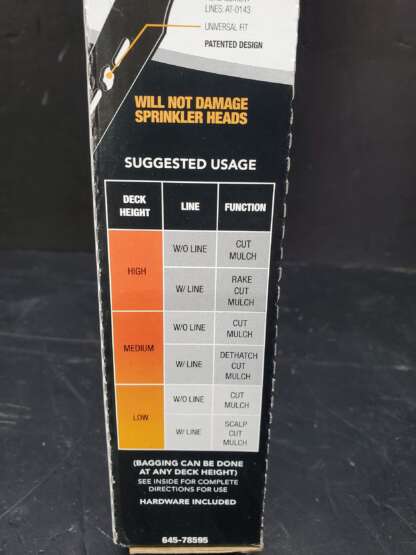 LINES: AT-0143
UNIVERSAL FIT
PATENTED DESIGN
WILL NOT DAMAGE
SPRINKLER HEADS
SUGGESTED USAGE
DECK
HEIGHT
LINE
FUNCTION
HIGH
W/O LINE
CUT
MULCH
W/ LINE
RAKE
CUT
MULCH
MEDIUM
W/O LINE
CUT
MULCH
W/ LINE
DETHATCH
CUT
MULCH
LOW
W/O LINE
CUT
MULCH
W/ LINE
SCALP
CUT
MULCH
(BAGGING CAN BE DONE
AT ANY DECK HEIGHT)
SEE INSIDE FOR COMPLETE
DIRECTIONS FOR USE
HARDWARE INCLUDED
645-78595